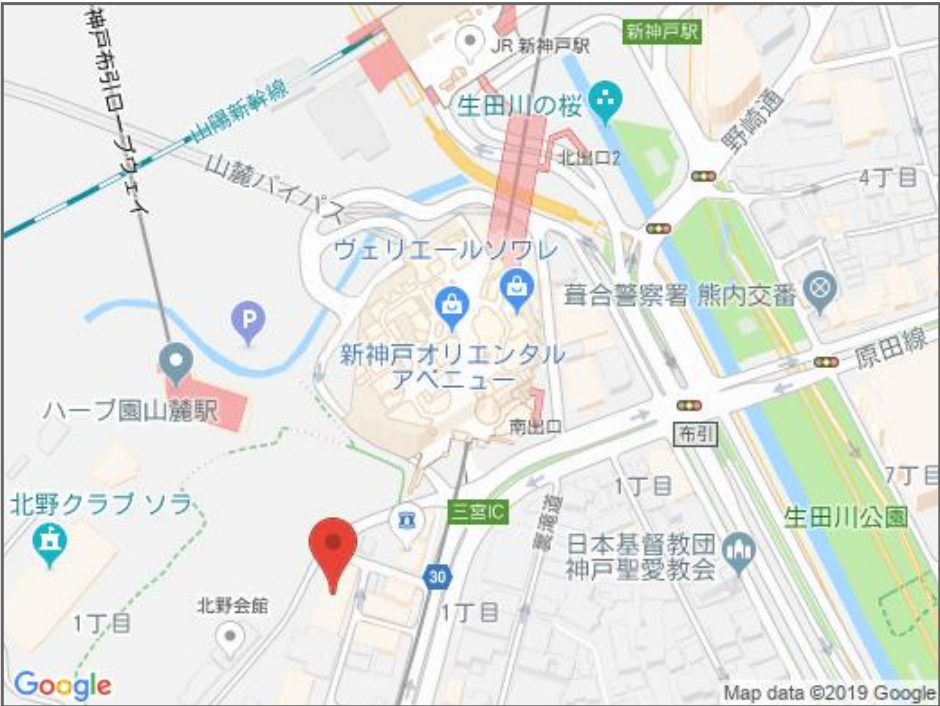 神戸布引ロープウェイ
JR 新神戸駅
新神戸駅
山陽新幹線
生田川の桜
野崎通
山麓バイパス
北出口2
4丁目
ヴェリエールソワレ
葺合警察署 熊内交番
P
新神戸オリエンタル
アベニュー
原田線
ハーブ園山麓駅
南出口
布引
北野クラブ ソラ
三宮IC
裏滝道
1丁目
7丁目
生田川公園
日本基督教団
神戸聖愛教会
30
北野会館
1丁目
1丁目
Google
Map data ©2019 Google